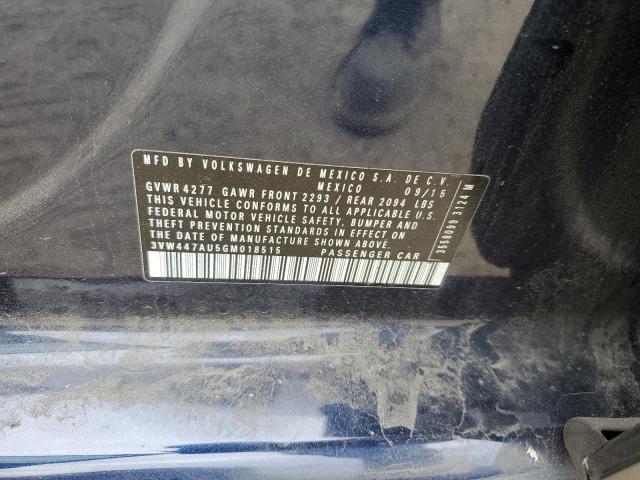 MFD BY VOLKSWAGEN DE MEXICO S.A. DE C.V.
MEXICO 09/15
GVWR 4277 GAWR FRONT 2293 / REAR 2094 LBS
THIS VEHICLE CONFORMS TO ALL APPLICABLE U.S.
FEDERAL MOTOR VEHICLE SAFETY, BUMPER AND
THEFT PREVENTION STANDARDS IN EFFECT ON
THE DATE OF MANUFACTURE SHOWN ABOVE.
3VW447AU5GM018515 PASSENGER CAR
3558099 3124 M